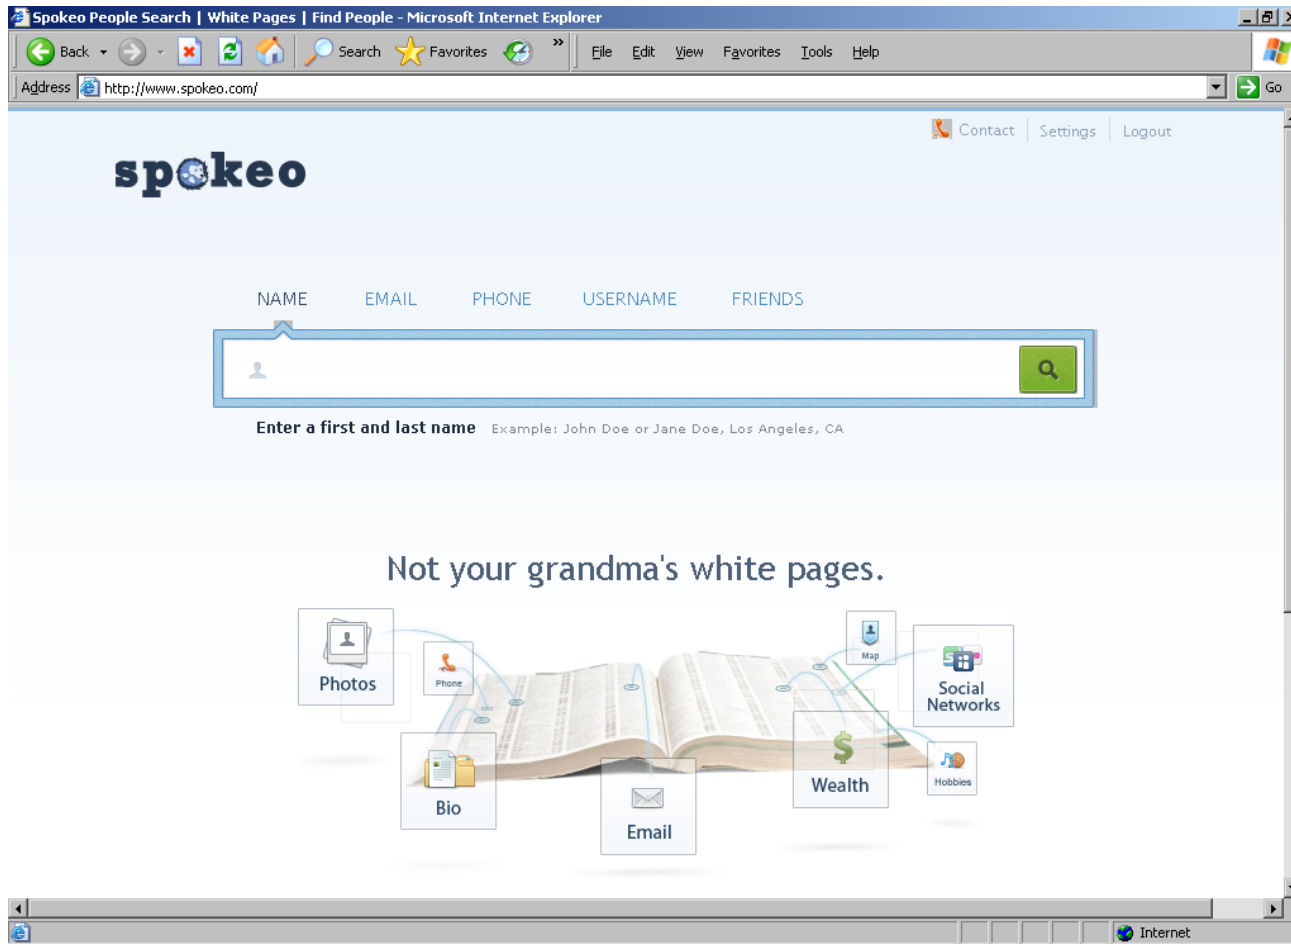 Spokeo People Search | White Pages | Find People - Microsoft Internet Explorer
Back Search Favorites » File Edit View Favorites Tools Help
Address http://www.spokeo.com/ Go
Contact Settings Logout
spokeo
NAME EMAIL PHONE USERNAME FRIENDS
Enter a first and last name Example: John Doe or Jane Doe, Los Angeles, CA
Not your grandma's white pages.
Photos
Phone
Map
Social
Networks
Bio
Email
$
Wealth
Hobbies
Internet